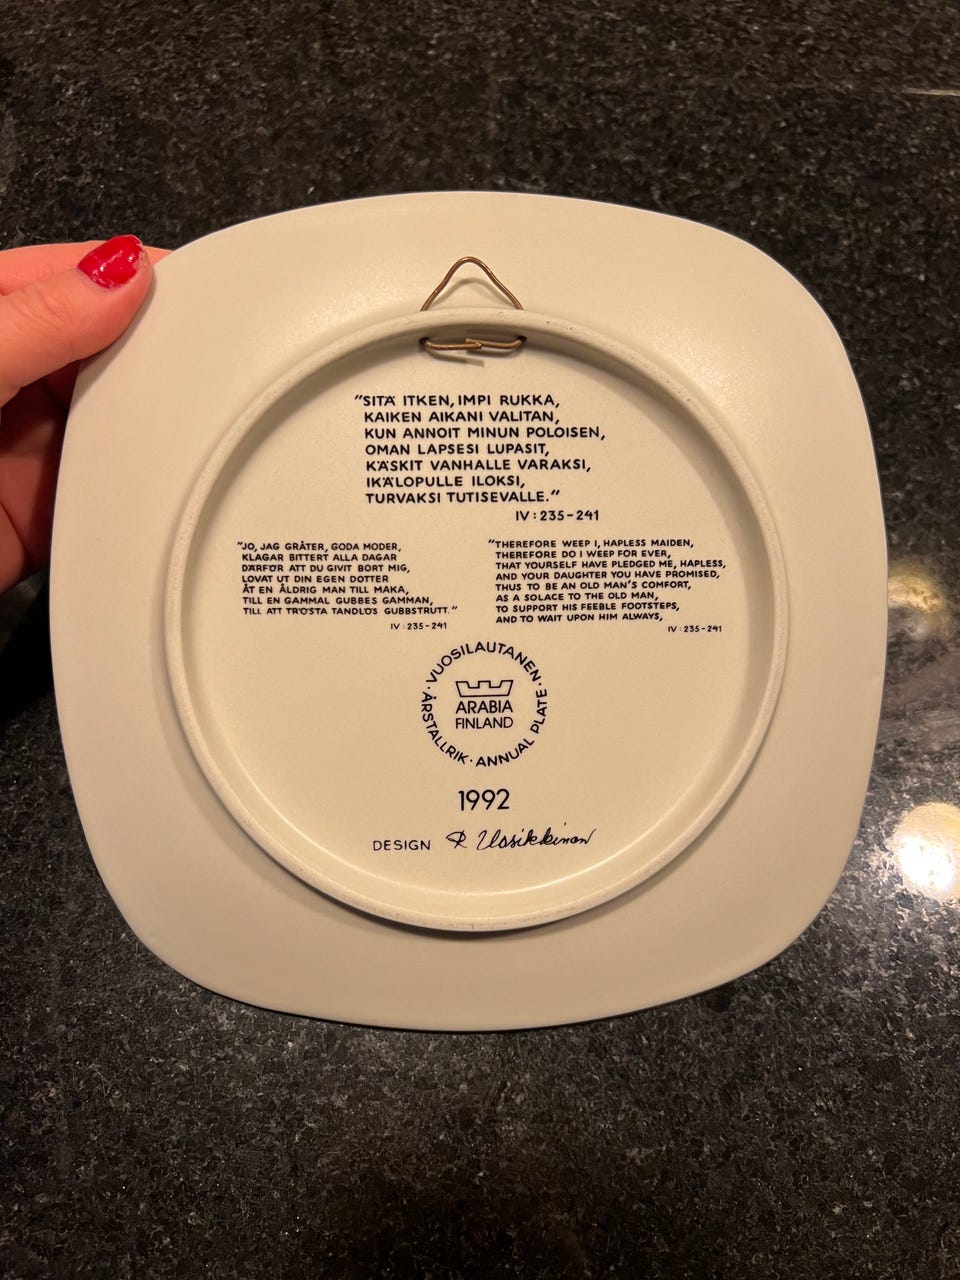 "SITÄ ITKEN, IMPI RUKKA,
KAIKEN AIKANI VALITAN,
KUN ANNOIT MINUN POLOISEN,
OMAN LAPSESI LUPASIT,
KÄSKIT VANHALLE VARAKSI,
IKÄLOPULLE ILOKSI,
TURVAKSI TUTISEVALLE."
IV : 235-241
"JO, JAG GRÅTER, GODA MODER,
KLAGAR BITTERT ALLA DAGAR
DÄRFÖR ATT DU GIVIT BORT MIG,
LOVAT UT DIN EGEN DOTTER
ÅT EN ÅLDRIG MAN TILL MAKA,
TILL EN GAMMAL GUBBES GAMMAN,
TILL ATT TRÖSTA TANDLÖS GUBBSTRUTT."
IV : 235-241
"THEREFORE WEEP I, HAPLESS MAIDEN,
THEREFORE DO I WEEP FOR EVER,
THAT YOURSELF HAVE PLEDGED ME, HAPLESS,
AND YOUR DAUGHTER YOU HAVE PROMISED,
THUS TO BE AN OLD MAN'S COMFORT,
AS A SOLACE TO THE OLD MAN,
TO SUPPORT HIS FEEBLE FOOTSTEPS,
AND TO WAIT UPON HIM ALWAYS,
IV : 235-241
· VUOSILAUTANEN ·
ARABIA
FINLAND
ÅRSTALLRIK · ANNUAL PLATE
1992
DESIGN R Uosikkinen